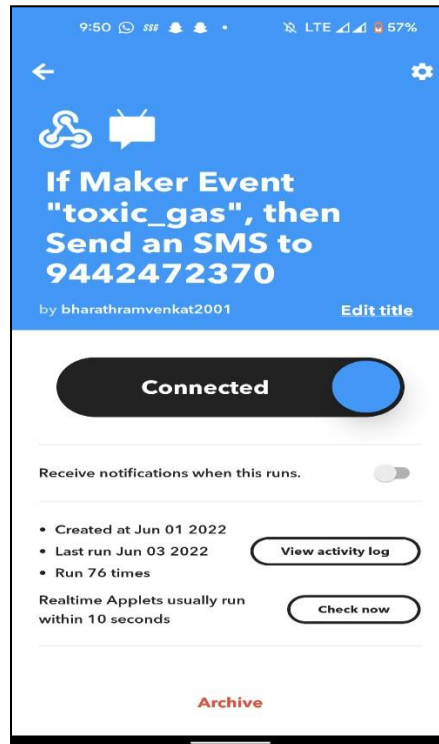 9:50 SSG • LTE 57%
If Maker Event
"toxic_gas", then
Send an SMS to
9442472370
by bharathramvenkat2001 Edit title
Connected
Receive notifications when this runs.
• Created at Jun 01 2022
• Last run Jun 03 2022 View activity log
• Run 76 times
Realtime Applets usually run
within 10 seconds Check now
Archive